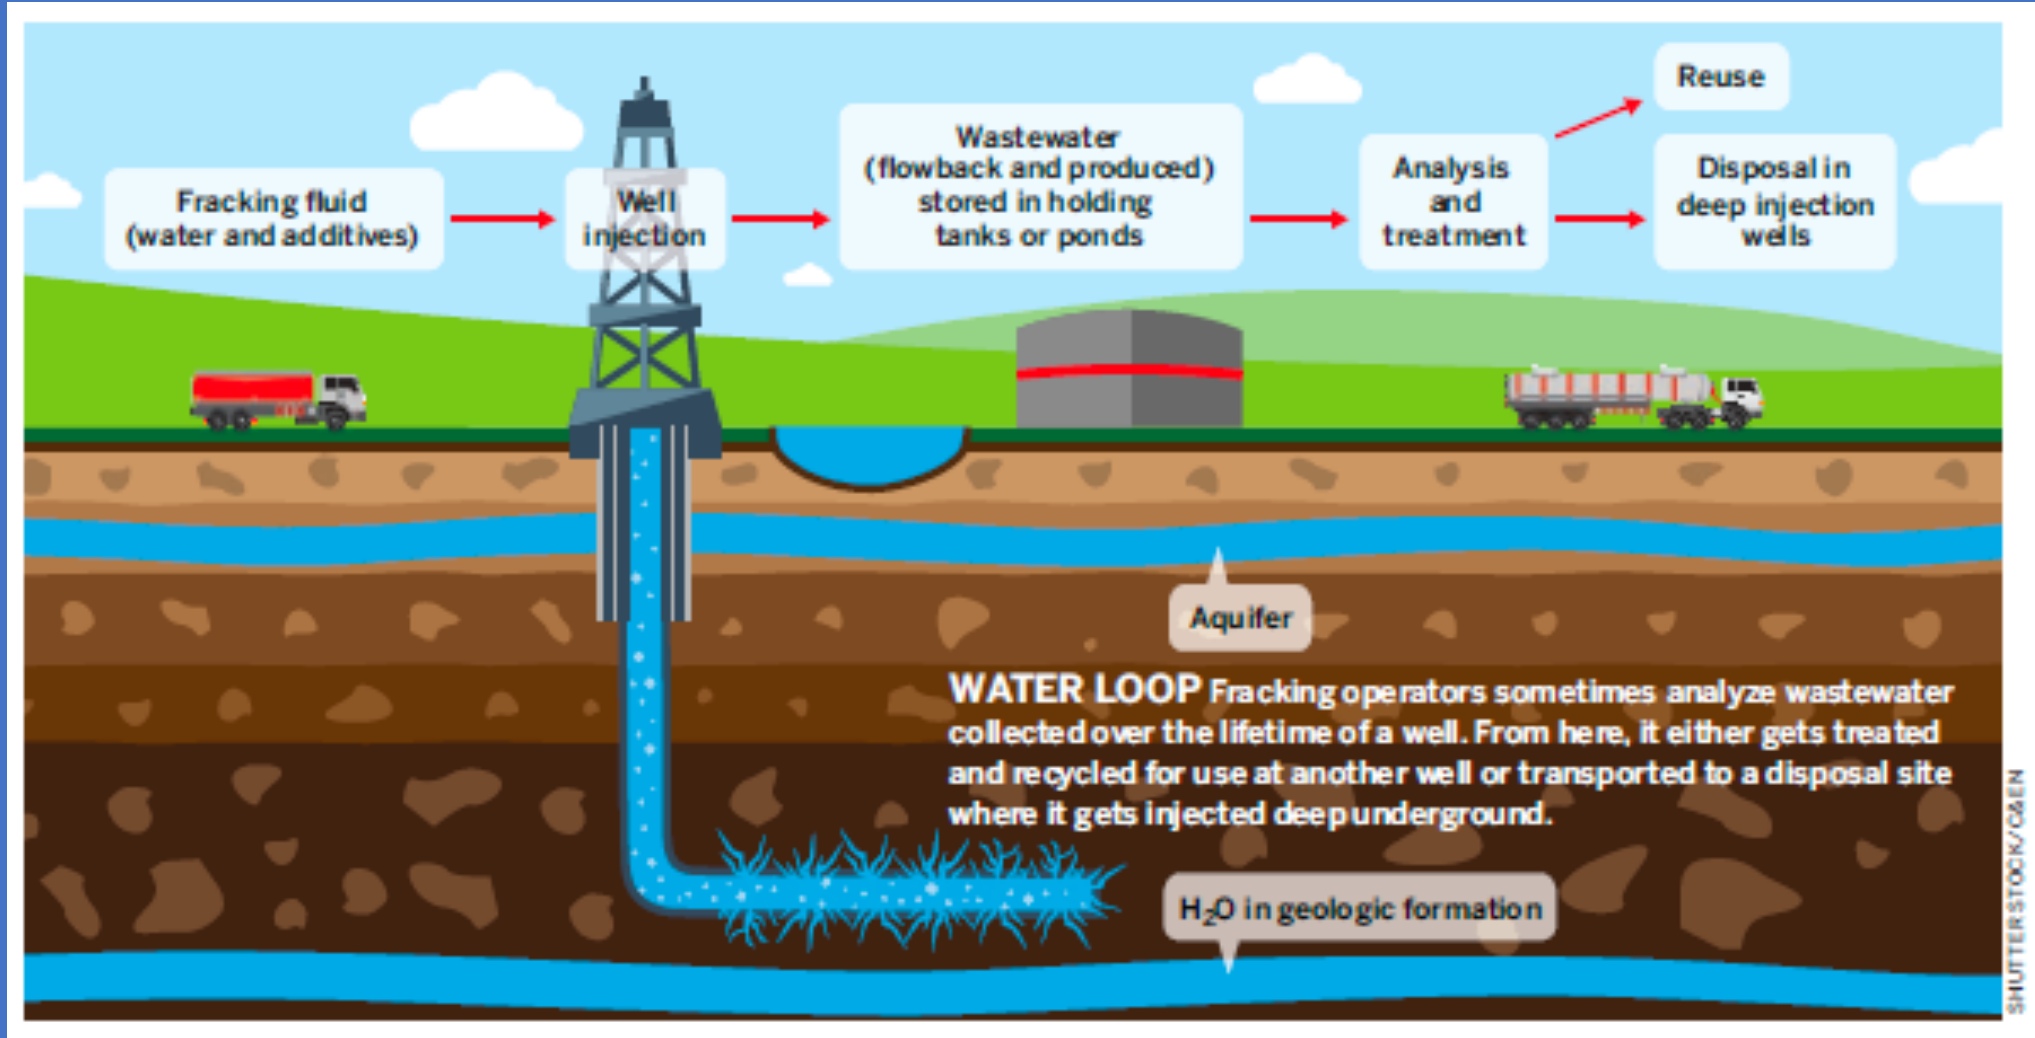 Fracking fluid
(water and additives)
Well
injection
Wastewater
(flowback and produced)
stored in holding
tanks or ponds
Analysis
and
treatment
Reuse
Disposal in
deep injection
wells
Aquifer
WATER LOOP Fracking operators sometimes analyze wastewater
collected over the lifetime of a well. From here, it either gets treated
and recycled for use at another well or transported to a disposal site
where it gets injected deep underground.
H₂O in geologic formation
SHUTTERSTOCK/C&EN